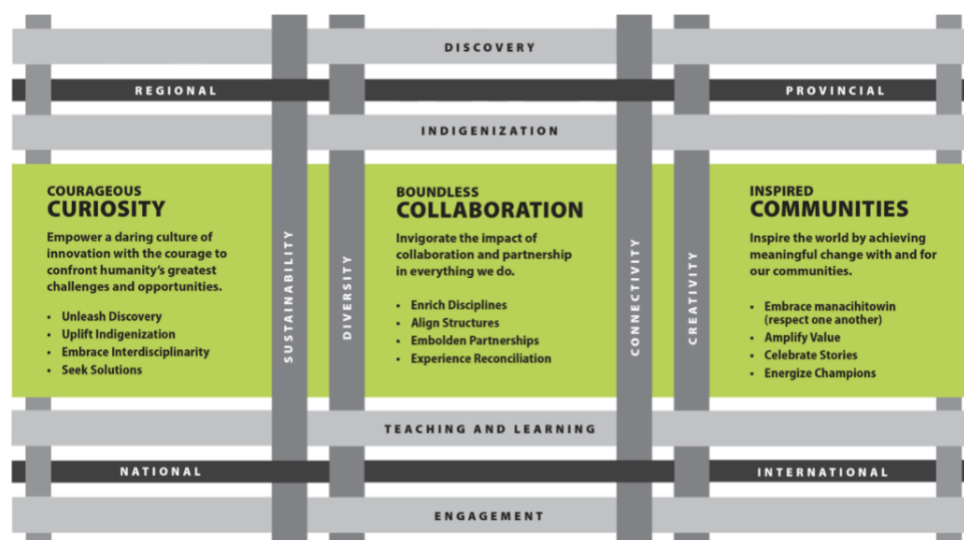 DISCOVERY
REGIONAL
PROVINCIAL
INDIGENIZATION
COURAGEOUS
CURIOSITY
Empower a daring culture of
innovation with the courage to
confront humanity's greatest
challenges and opportunities.
• Unleash Discovery
• Uplift Indigenization
• Embrace Interdisciplinarity
• Seek Solutions
SUSTAINABILITY
DIVERSITY
BOUNDLESS
COLLABORATION
Invigorate the impact of
collaboration and partnership
in everything we do.
• Enrich Disciplines
• Align Structures
• Embolden Partnerships
• Experience Reconciliation
CONNECTIVITY
CREATIVITY
INSPIRED
COMMUNITIES
Inspire the world by achieving
meaningful change with and for
our communities.
• Embrace manacihitowin
(respect one another)
• Amplify Value
• Celebrate Stories
• Energize Champions
TEACHING AND LEARNING
NATIONAL
INTERNATIONAL
ENGAGEMENT